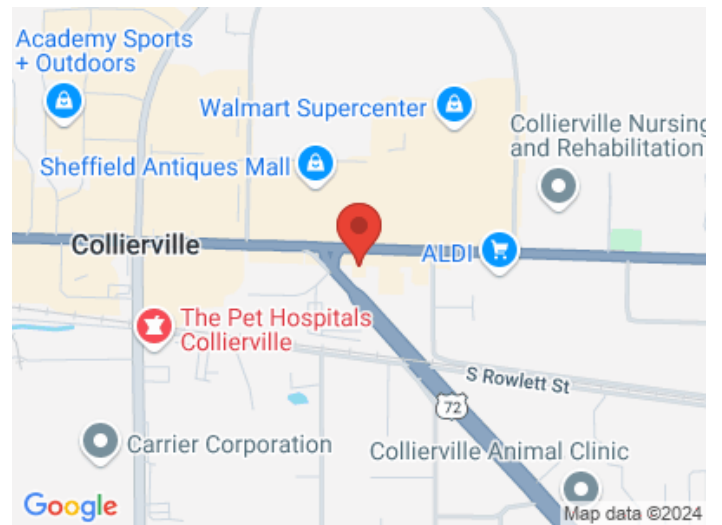 Academy Sports
+ Outdoors
Walmart Supercenter
Collierville Nursing
and Rehabilitation
Sheffield Antiques Mall
Collierville
ALDI
The Pet Hospitals
Collierville
S Rowlett St
72
Carrier Corporation
Collierville Animal Clinic
Google
Map data ©2024